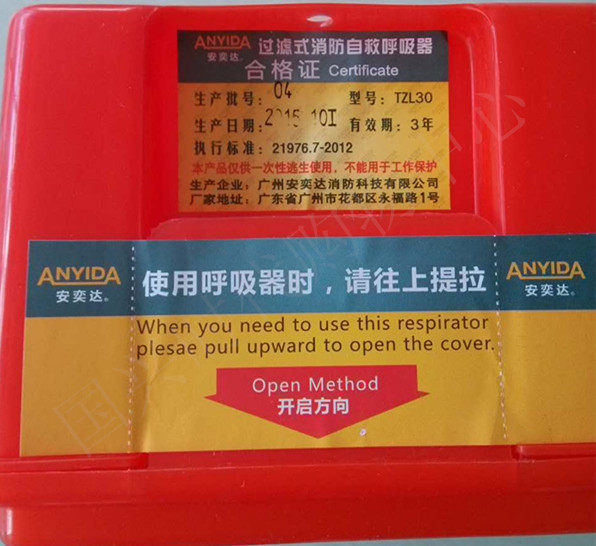 ANYIDA 过滤式消防自救呼吸器
安奕达 合格证 Certificate
生产批号: 04 型号: TZL30
生产日期: 2015 10I 有效期: 3年
执行标准: 21976.7-2012
本产品仅供一次性逃生使用，不能用于工作保护
生产企业: 广州安奕达消防科技有限公司
厂家地址: 广东省广州市花都区永福路1号
ANYIDA 使用呼吸器时，请往上提拉 ANYIDA
安奕达。 安奕达。
When you need to use this respirator
plesae pull upward to open the cover.
Open Method
开启方向